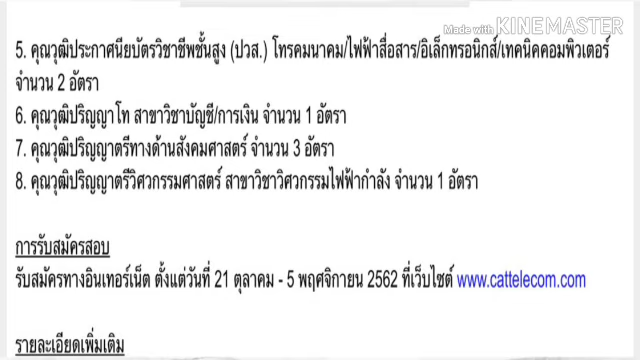 Made with KINEMASTER
5. คุณวุฒิประกาศนียบัตรวิชาชีพชั้นสูง (ปวส.) โทรคมนาคม/ไฟฟ้าสื่อสาร/อิเล็กทรอนิกส์/เทคนิคคอมพิวเตอร์
จำนวน 2 อัตรา
6. คุณวุฒิปริญญาโท สาขาวิชาบัญชี/การเงิน จำนวน 1 อัตรา
7. คุณวุฒิปริญญาตรีทางด้านสังคมศาสตร์ จำนวน 3 อัตรา
8. คุณวุฒิปริญญาตรีวิศวกรรมศาสตร์ สาขาวิชาวิศวกรรมไฟฟ้ากำลัง จำนวน 1 อัตรา
การรับสมัครสอบ
รับสมัครทางอินเทอร์เน็ต ตั้งแต่วันที่ 21 ตุลาคม - 5 พฤศจิกายน 2562 ที่เว็บไซต์ www.cattelecom.com
รายละเอียดเพิ่มเติม